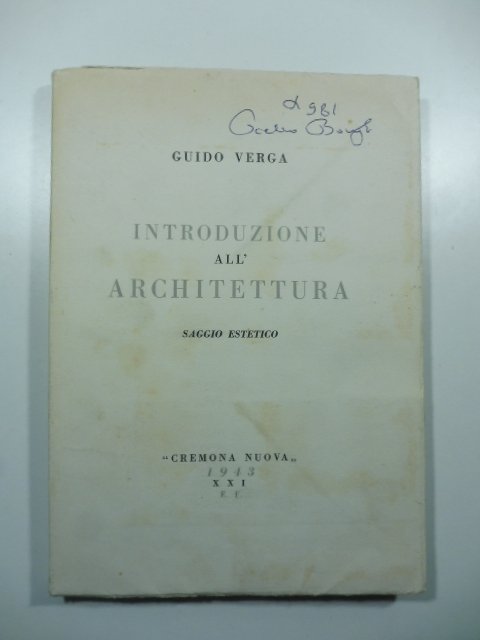 GUIDO VERGA
INTRODUZIONE
ALL'
ARCHITETTURA
SAGGIO ESTETICO
“CREMONA NUOVA„
1943
XXI
E. F.